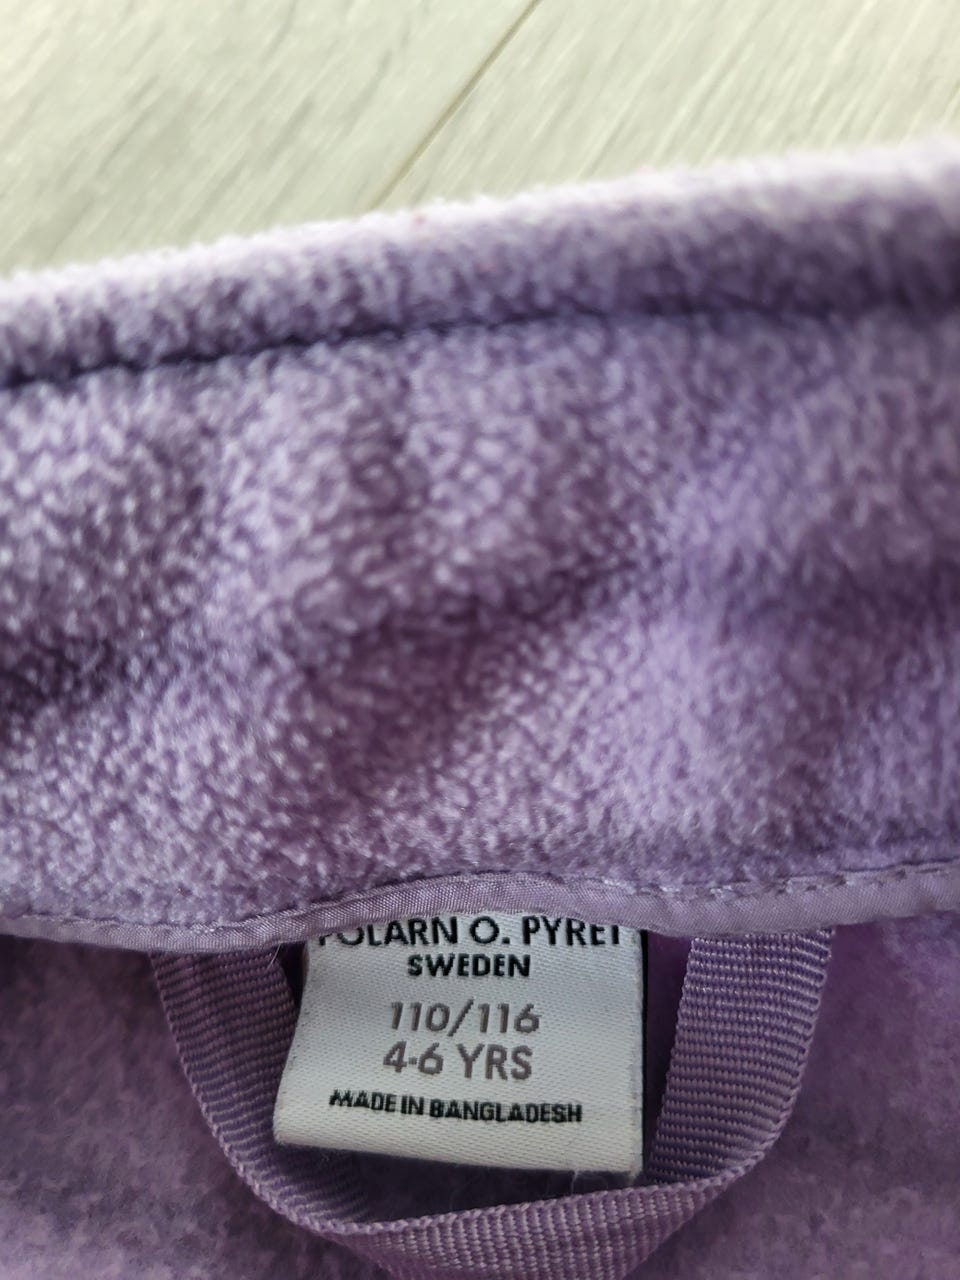 POLARN O. PYRET
SWEDEN
110/116
4-6 YRS
MADE IN BANGLADESH